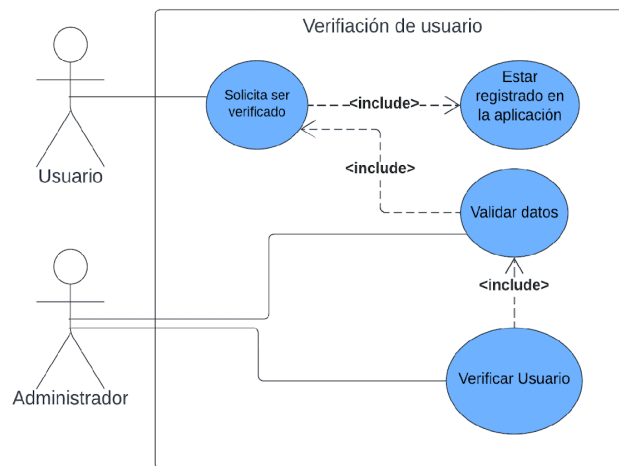 Verifiación de usuario
Solicita ser
verificado
<include>
Estar
registrado en
la aplicación
<include>
Usuario
Validar datos
<include>
Verificar Usuario
Administrador